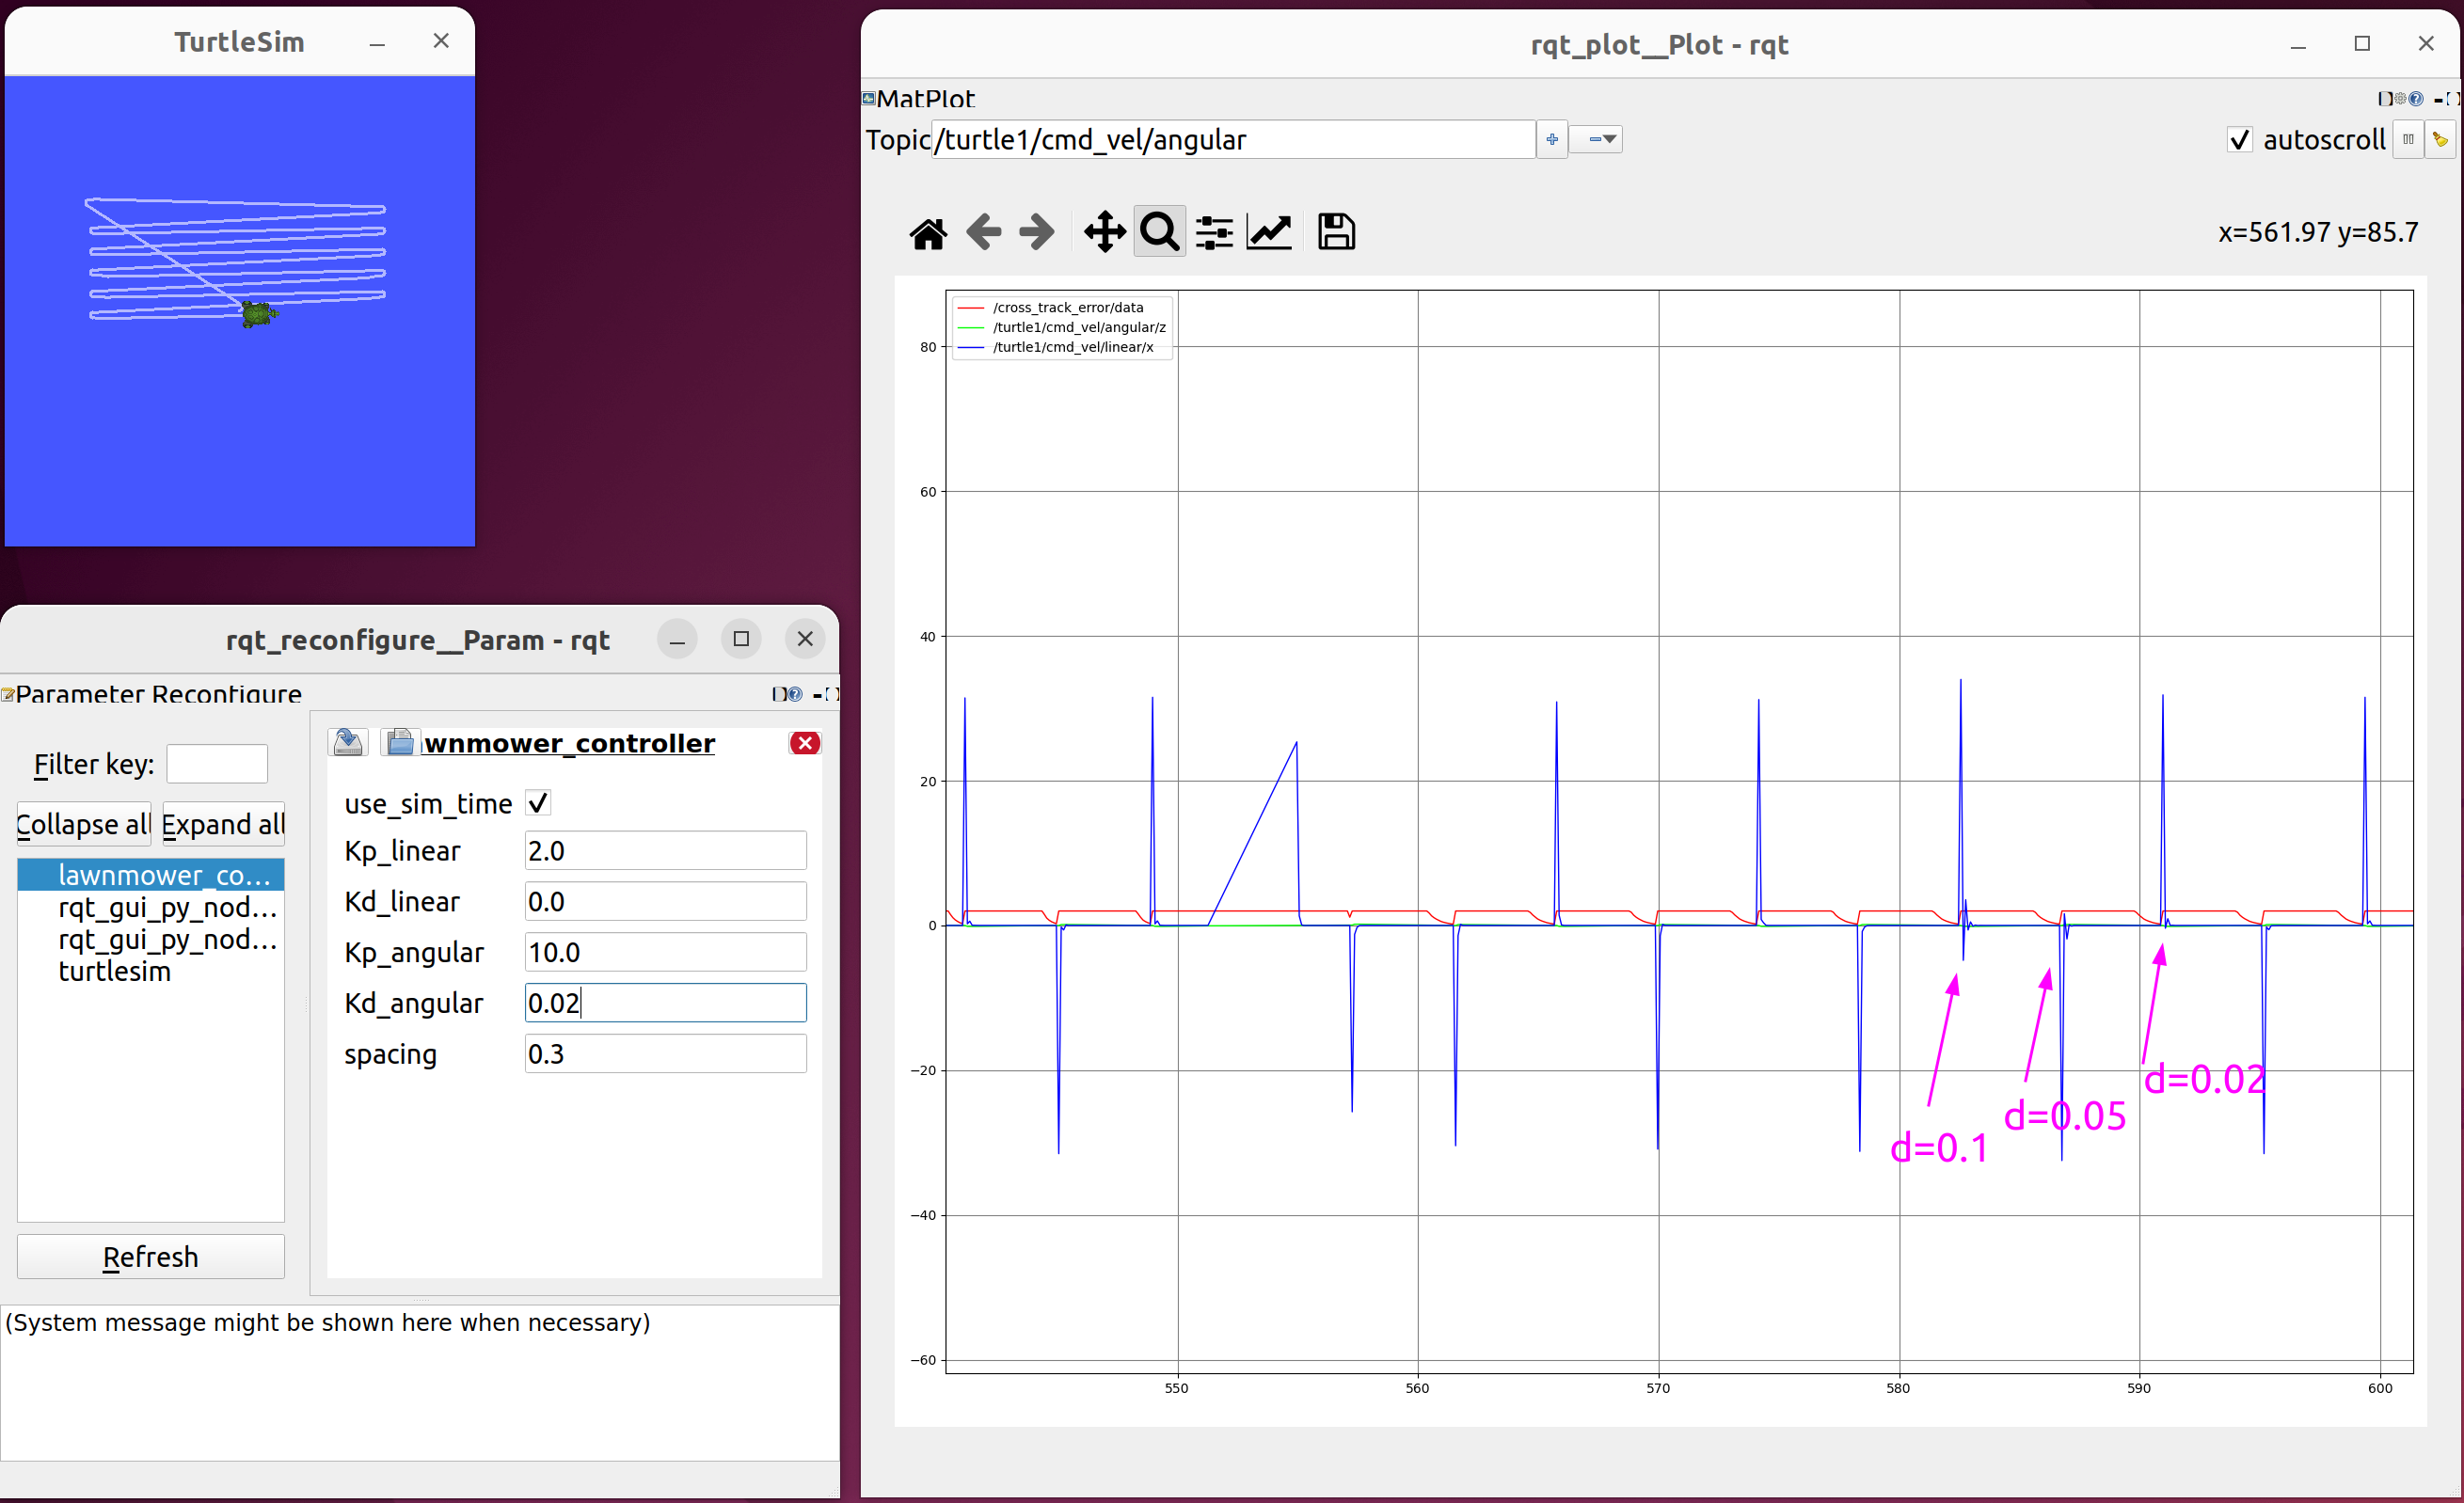 TurtleSim
rqt_plot__Plot - rqt
MatPlot
Topic /turtle1/cmd_vel/angular
autoscroll
x=561.97 y=85.7
/cross_track_error/data
/turtle1/cmd_vel/angular/z
/turtle1/cmd_vel/linear/x
80
60
40
20
0
−20
−40
−60
550 560 570 580 590 600
d=0.1
d=0.05
d=0.02
rqt_reconfigure__Param - rqt
Parameter Reconfigure
Filter key:
Collapse all
Expand all
lawnmower_co...
rqt_gui_py_nod...
rqt_gui_py_nod...
turtlesim
Refresh
wnmower_controller
use_sim_time
Kp_linear 2.0
Kd_linear 0.0
Kp_angular 10.0
Kd_angular 0.02
spacing 0.3
(System message might be shown here when necessary)